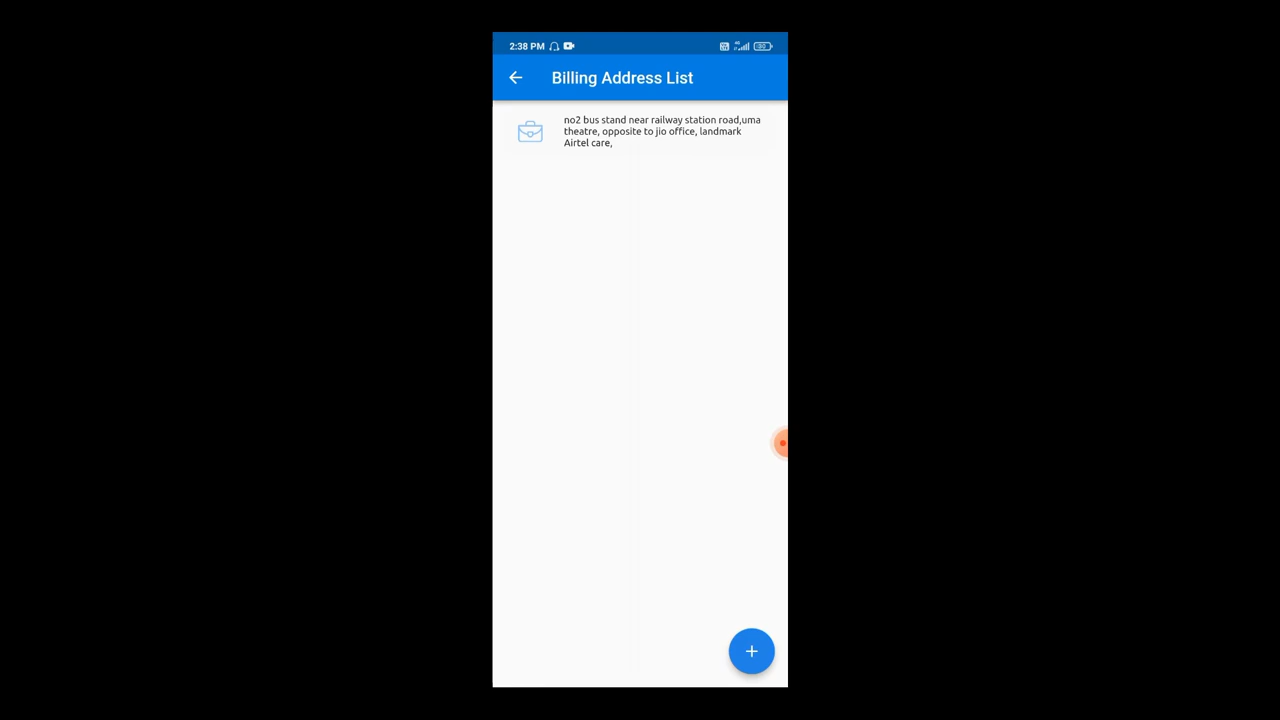 2:38 PM
Billing Address List
no2 bus stand near railway station road,uma
theatre, opposite to jio office, landmark
Airtel care,